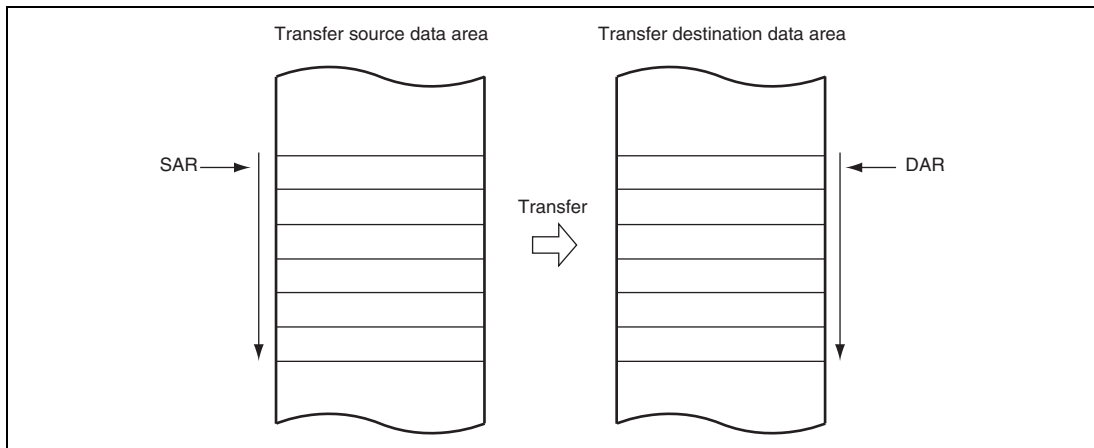 Transfer source data area
Transfer destination data area
SAR
Transfer
DAR